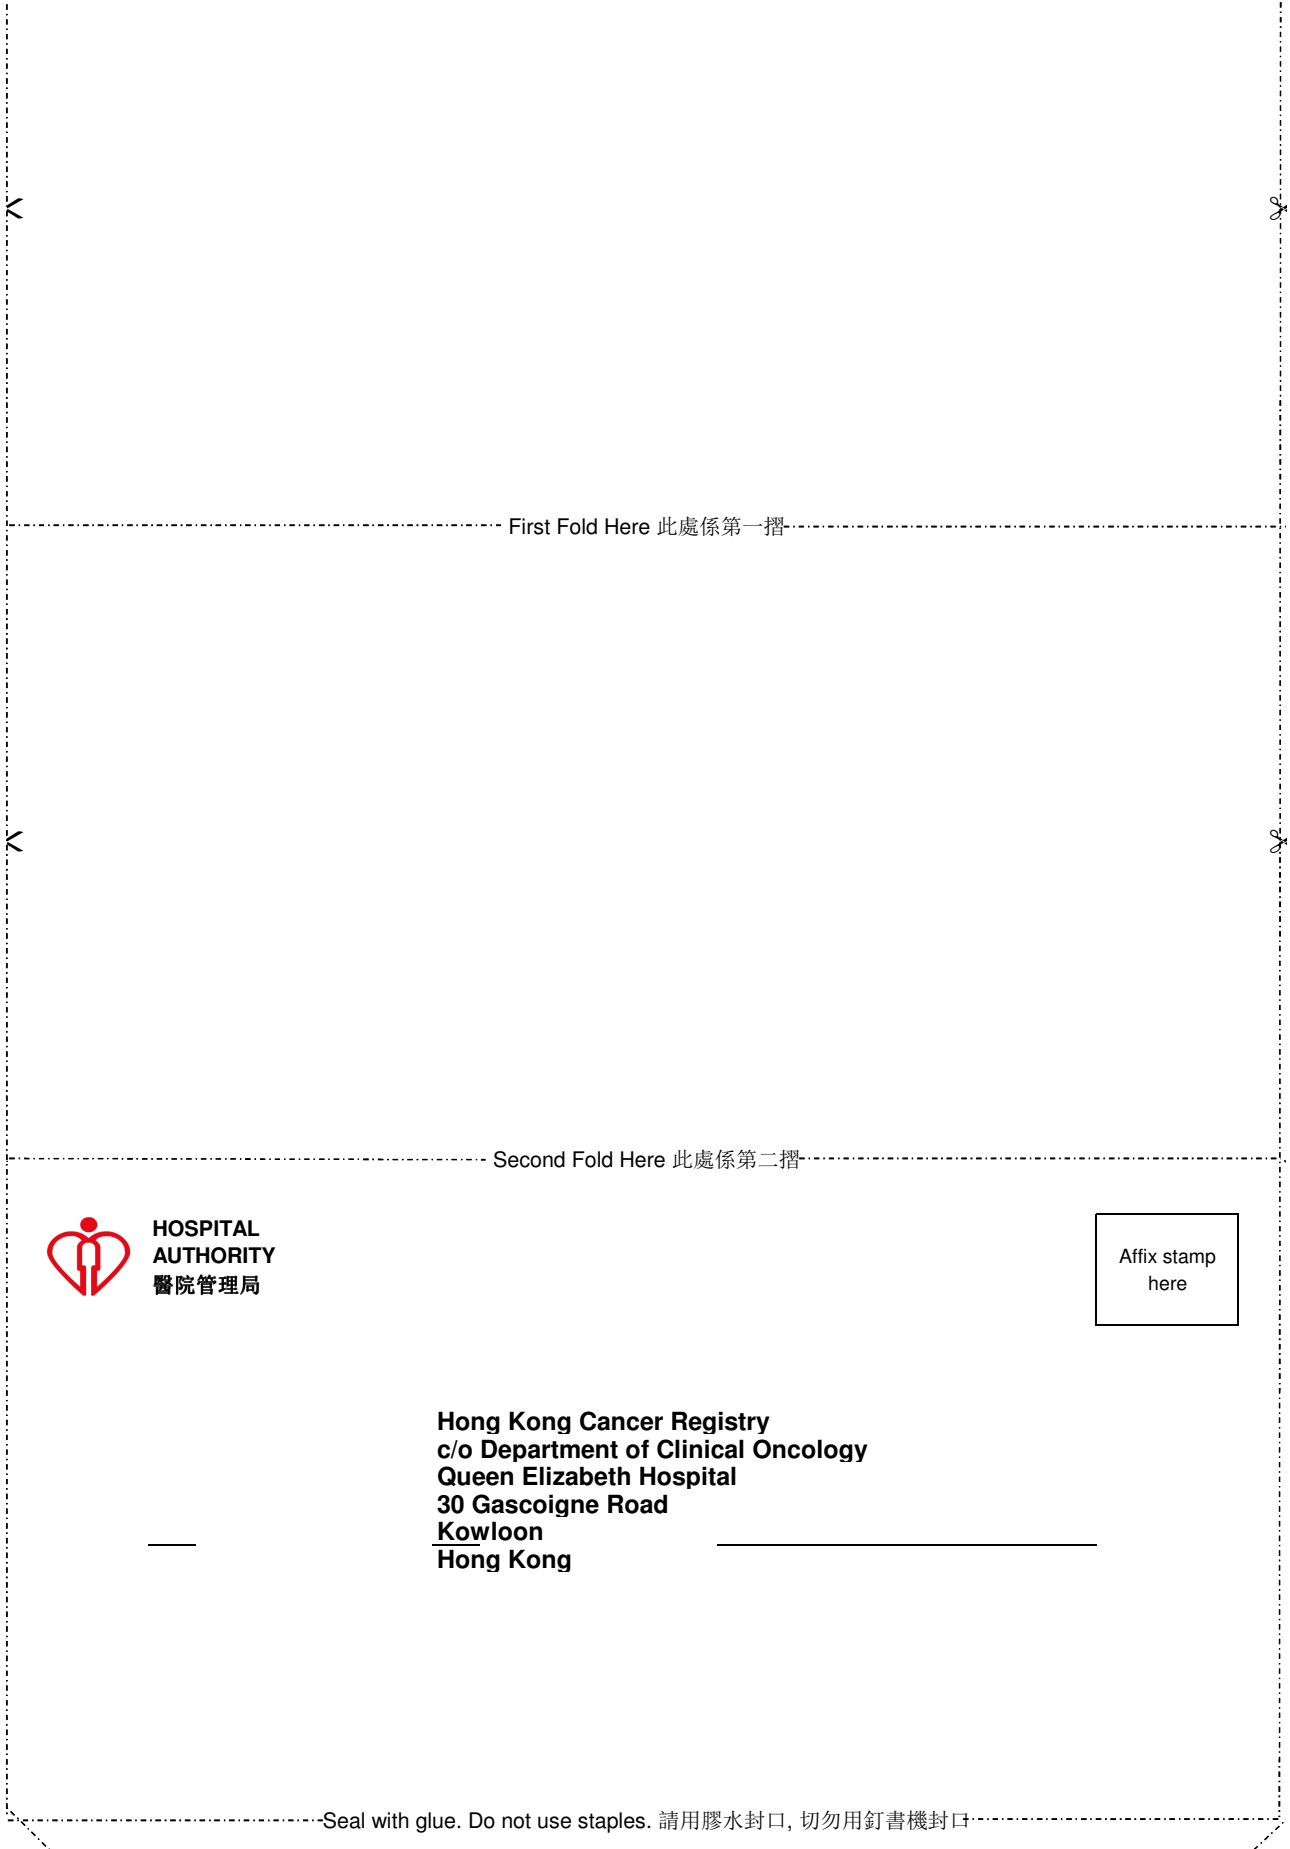 First Fold Here 此處係第一摺
Second Fold Here 此處係第二摺
HOSPITAL
AUTHORITY
醫院管理局
Affix stamp
here
Hong Kong Cancer Registry
c/o Department of Clinical Oncology
Queen Elizabeth Hospital
30 Gascoigne Road
Kowloon
Hong Kong
Seal with glue. Do not use staples. 請用膠水封口, 切勿用釘書機封口